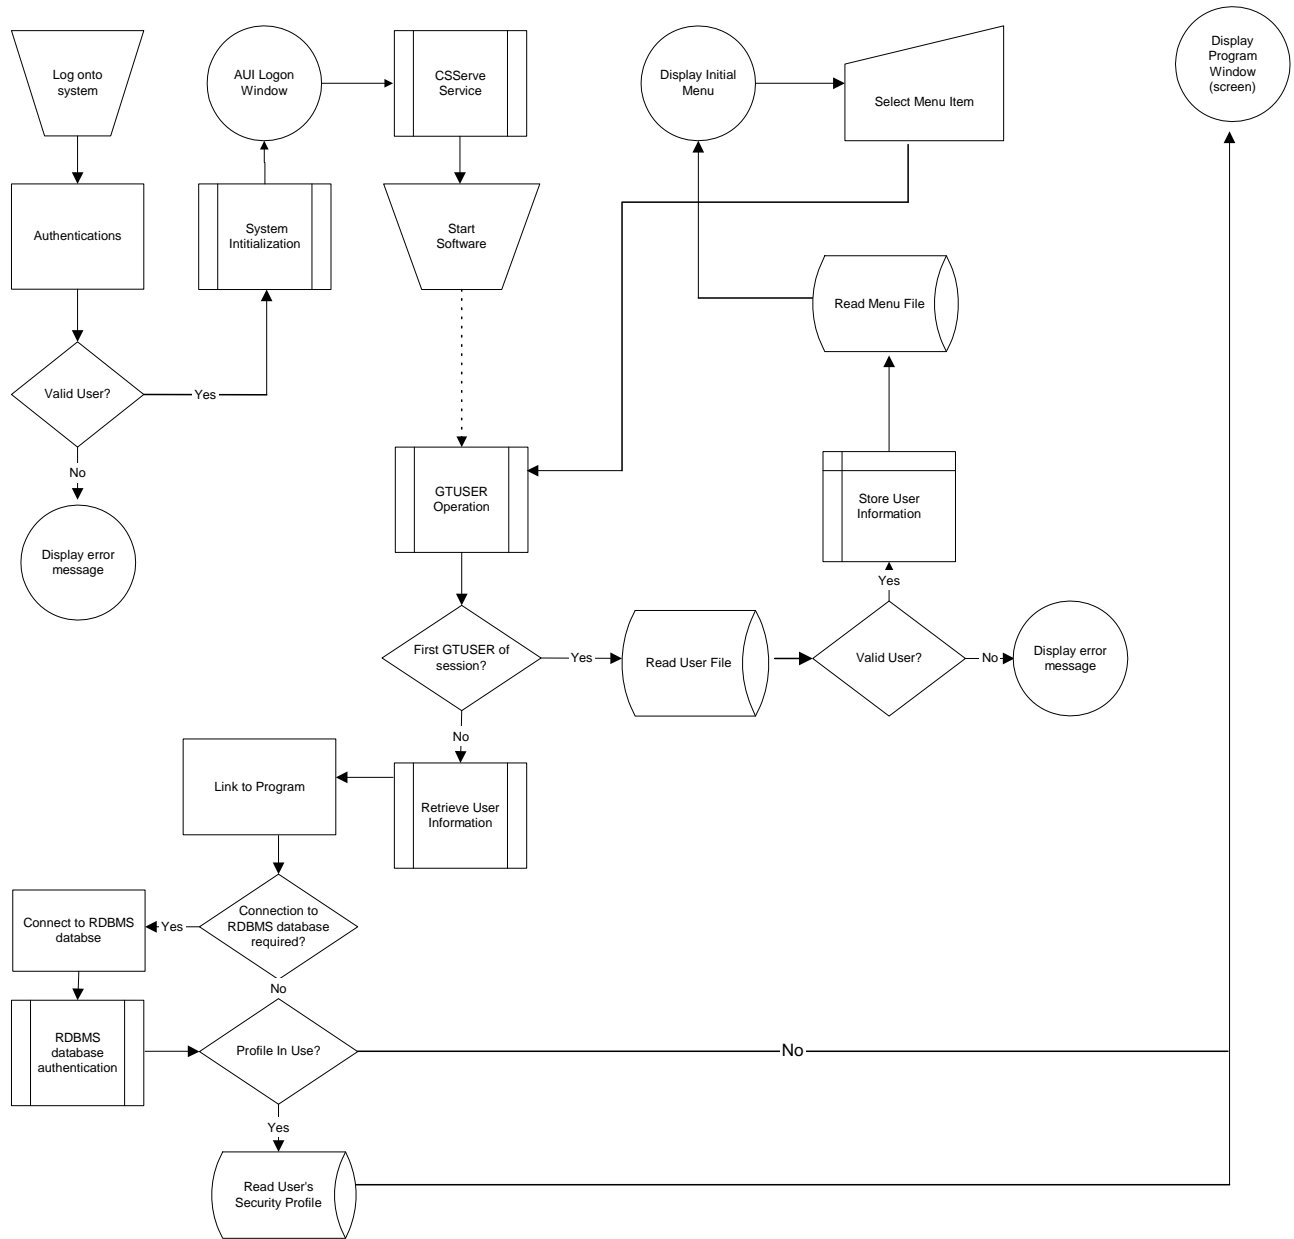 Log onto
system
AUI Logon
Window
CSServe
Service
Display Initial
Menu
Select Menu Item
Display
Program
Window
(screen)
Authentications
System
Intitialization
Start
Software
Read Menu File
Valid User?
Yes
No
Display error
message
GTUSER
Operation
Store User
Information
Yes
First GTUSER of
session?
Yes
Read User File
Valid User?
No
Display error
message
No
Link to Program
Retrieve User
Information
Connect to RDBMS
databse
Yes
Connection to
RDBMS database
required?
No
RDBMS
database
authentication
Profile In Use?
No
Yes
Read User's
Security Profile